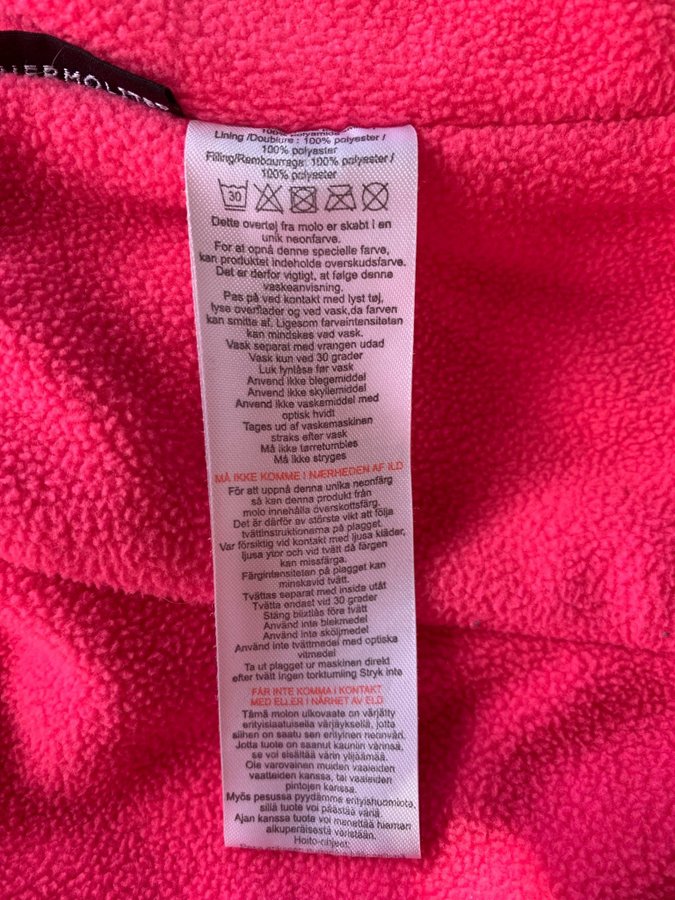 THERMOLITE
100% polyamide
Lining /Doublure : 100% polyester /
100% polyester
Filling/Rembourrage: 100% polyester /
100% polyester
30
Dette overtøj fra molo er skabt i en
unik neonfarve.
For at opnå denne specielle farve,
kan produktet indeholde overskudsfarve.
Det er derfor vigtigt, at følge denne
vaskeanvisning.
Pas på ved kontakt med lyst tøj,
lyse overflader og ved vask,da farven
kan smitte af. Ligesom farveintensiteten
kan mindskes ved vask.
Vask separat med vrangen udad
Vask kun ved 30 grader
Luk lynlåse før vask
Anvend ikke blegemiddel
Anvend ikke skyllemiddel
Anvend ikke vaskemiddel med
optisk hvidt
Tages ud af vaskemaskinen
straks efter vask
Må ikke tørretumbles
Må ikke stryges
MÅ IKKE KOMME I NÆRHEDEN AF ILD
För att uppnå denna unika neonfärg
så kan denna produkt från
molo innehålla överskottsfärg.
Det är därför av största vikt att följa
tvättinstruktionerna på plagget.
Var försiktig vid kontakt med ljusa kläder,
ljusa ytor och vid tvätt då färgen
kan missfärga.
Färgintensiteten på plagget kan
minskavid tvätt.
Tvättas separat med insida utåt
Tvätta endast vid 30 grader
Stäng blixtlås före tvätt
Använd inte blekmedel
Använd inte sköljmedel
Använd inte tvättmedel med optiska
vitmedel
Ta ut plagget ur maskinen direkt
efter tvätt ingen torktumling Stryk inte
FÅR INTE KOMMA I KONTAKT
MED ELLER I NÄRHET AV ELD
Tämä molon ulkovaate on värjätty
erityislaatuisella värjäyksellä, jotta
siihen on saatu sen erityinen neonväri.
Jotta tuote on saanut kauniin värinsä,
se voi sisältää värin ylijäämää.
Ole varovainen muiden vaaleiden
vaatteiden kanssa, tai vaaleiden
pintojen kanssa.
Myös pesussa pyydämme erityishuomiota,
sillä tuote voi päästää väriä.
Ajan kanssa tuote voi menettää hieman
alkuperäisestä väristään.
Hoito-ohjeet: